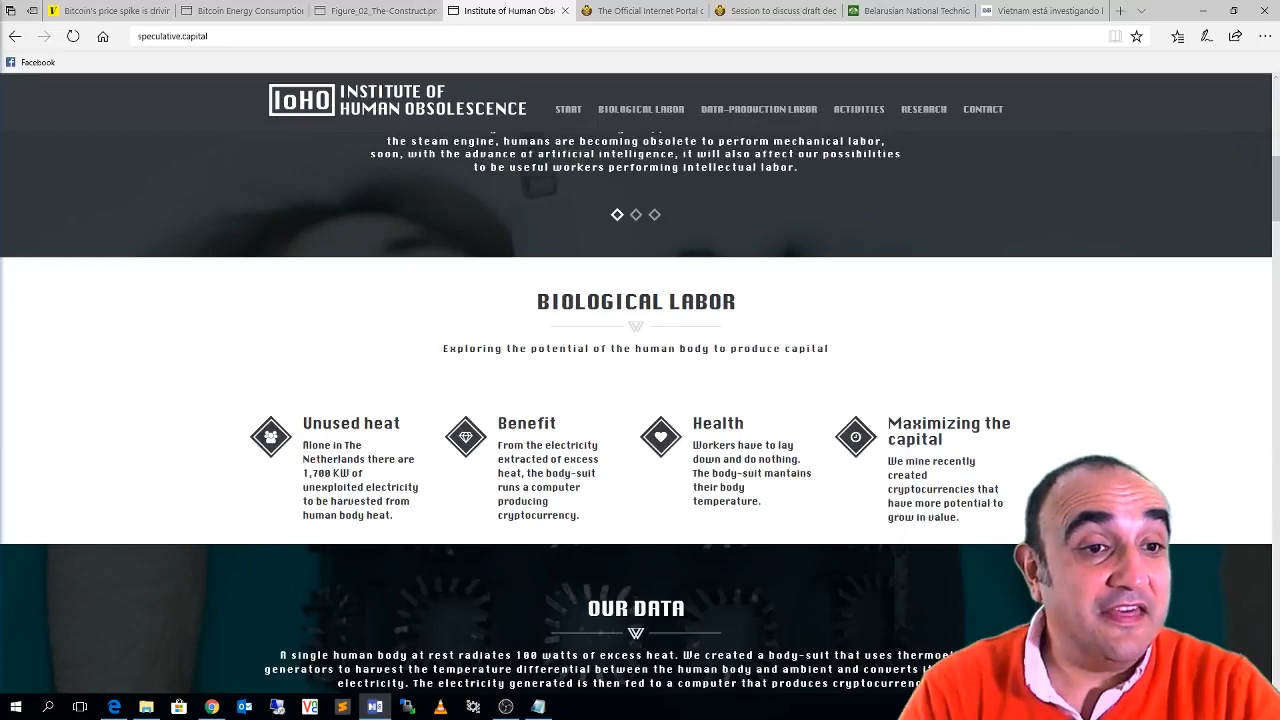 Bitcoin's price spike is drivir
Bitcoin Energy Consumption
Figure_02_The-Construct.pr
Institute of Human Obs
The Official Internet Portal c
Session to discuss draft dec
Belarusian National Technic
Vietnam está investigando l
speculative.capital
Facebook
IoHO
INSTITUTE OF
HUMAN OBSOLESCENCE
START
BIOLOGICAL LABOR
DATA-PRODUCTION LABOR
ACTIVITIES
RESEARCH
CONTACT
the steam engine, humans are becoming obsolete to perform mechanical labor,
soon, with the advance of artificial intelligence, it will also affect our possibilities
to be useful workers performing intellectual labor.
BIOLOGICAL LABOR
Exploring the potential of the human body to produce capital
Unused heat
Alone in The
Netherlands there are
1,700 KW of
unexploited electricity
to be harvested from
human body heat.
Benefit
From the electricity
extracted of excess
heat, the body-suit
runs a computer
producing
cryptocurrency.
Health
Workers have to lay
down and do nothing.
The body-suit mantains
their body
temperature.
Maximizing the
capital
We mine recently
created
cryptocurrencies that
have more potential to
grow in value.
OUR DATA
A single human body at rest radiates 100 watts of excess heat. We created a body-suit that uses thermoe
generators to harvest the temperature differential between the human body and ambient and converts i
electricity. The electricity generated is then fed to a computer that produces cryptocurrenc